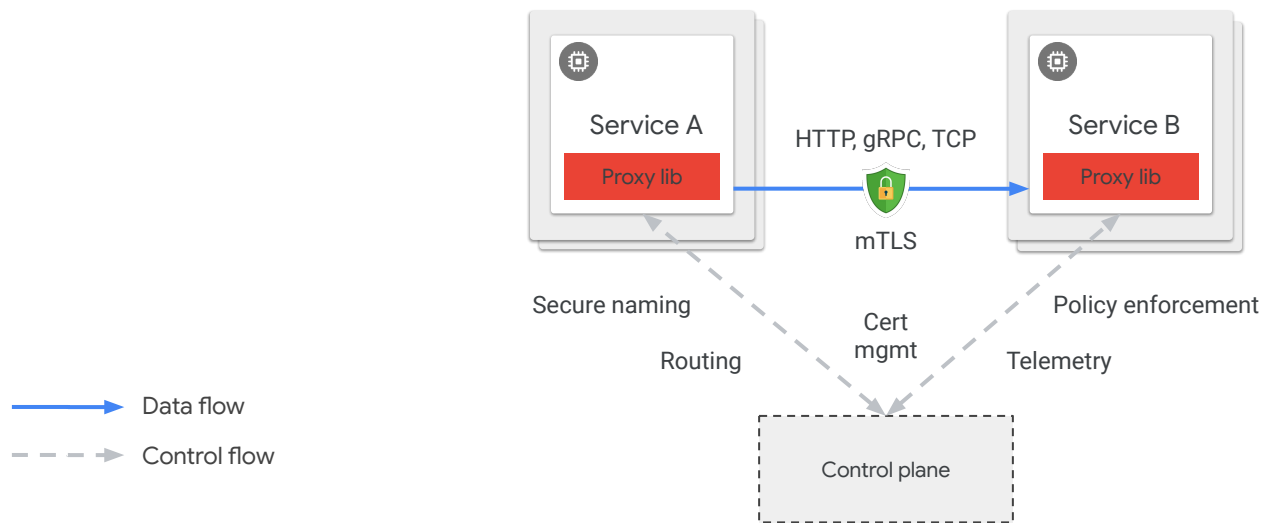 Service A
Proxy lib
HTTP, gRPC, TCP
mTLS
Service B
Proxy lib
Secure naming
Routing
Cert
mgmt
Policy enforcement
Telemetry
Data flow
Control flow
Control plane